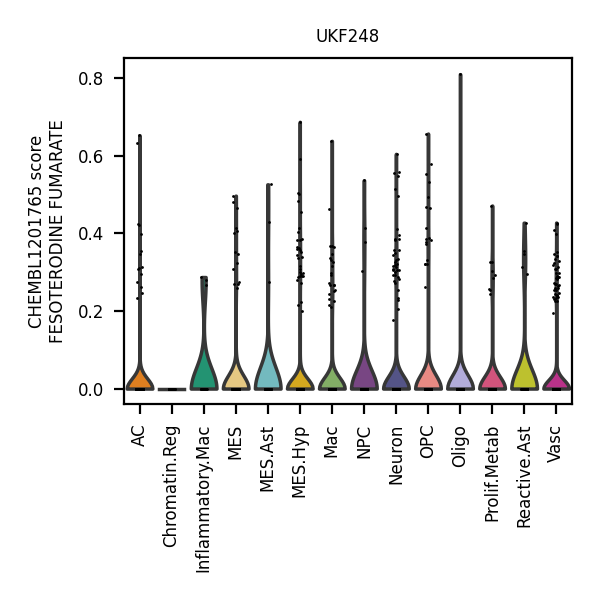 UKF248
CHEMBL1201765 score
FESOTERODINE FUMARATE
0.8
0.6
0.4
0.2
0.0
AC
Chromatin.Reg
Inflammatory.Mac
MES
MES.Ast
MES.Hyp
Mac
NPC
Neuron
OPC
Oligo
Prolif.Metab
Reactive.Ast
Vasc